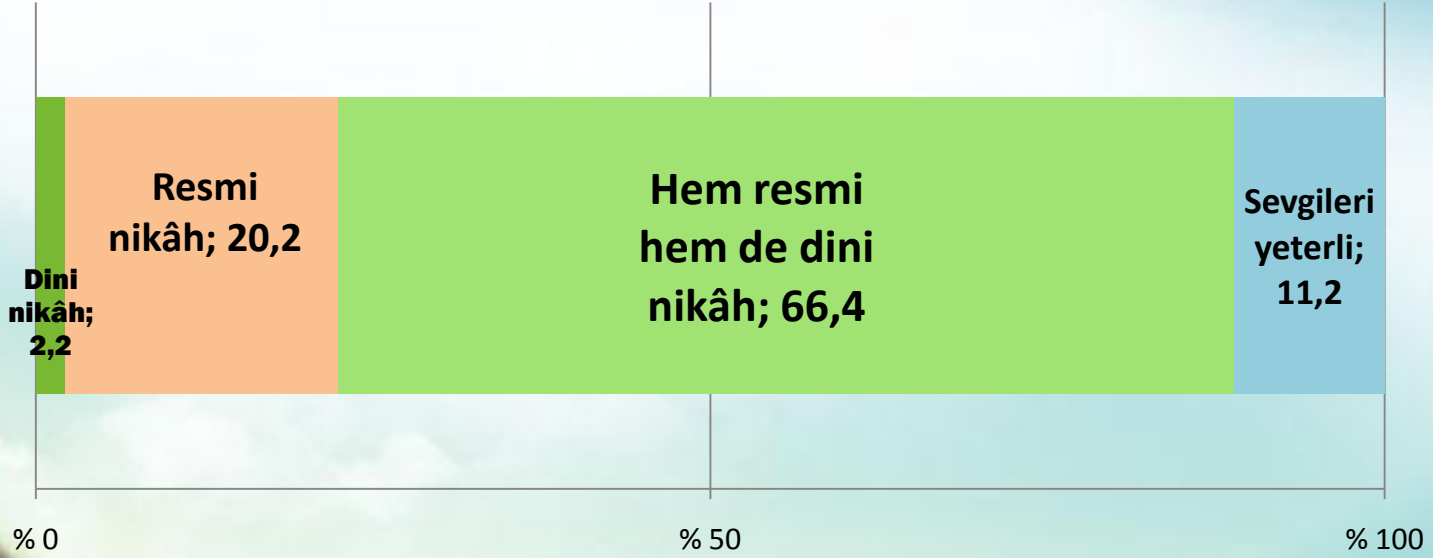 Dini
nikâh;
2,2
Resmi
nikâh; 20,2
Hem resmi
hem de dini
nikâh; 66,4
Sevgileri
yeterli;
11,2
% 0
% 50
% 100